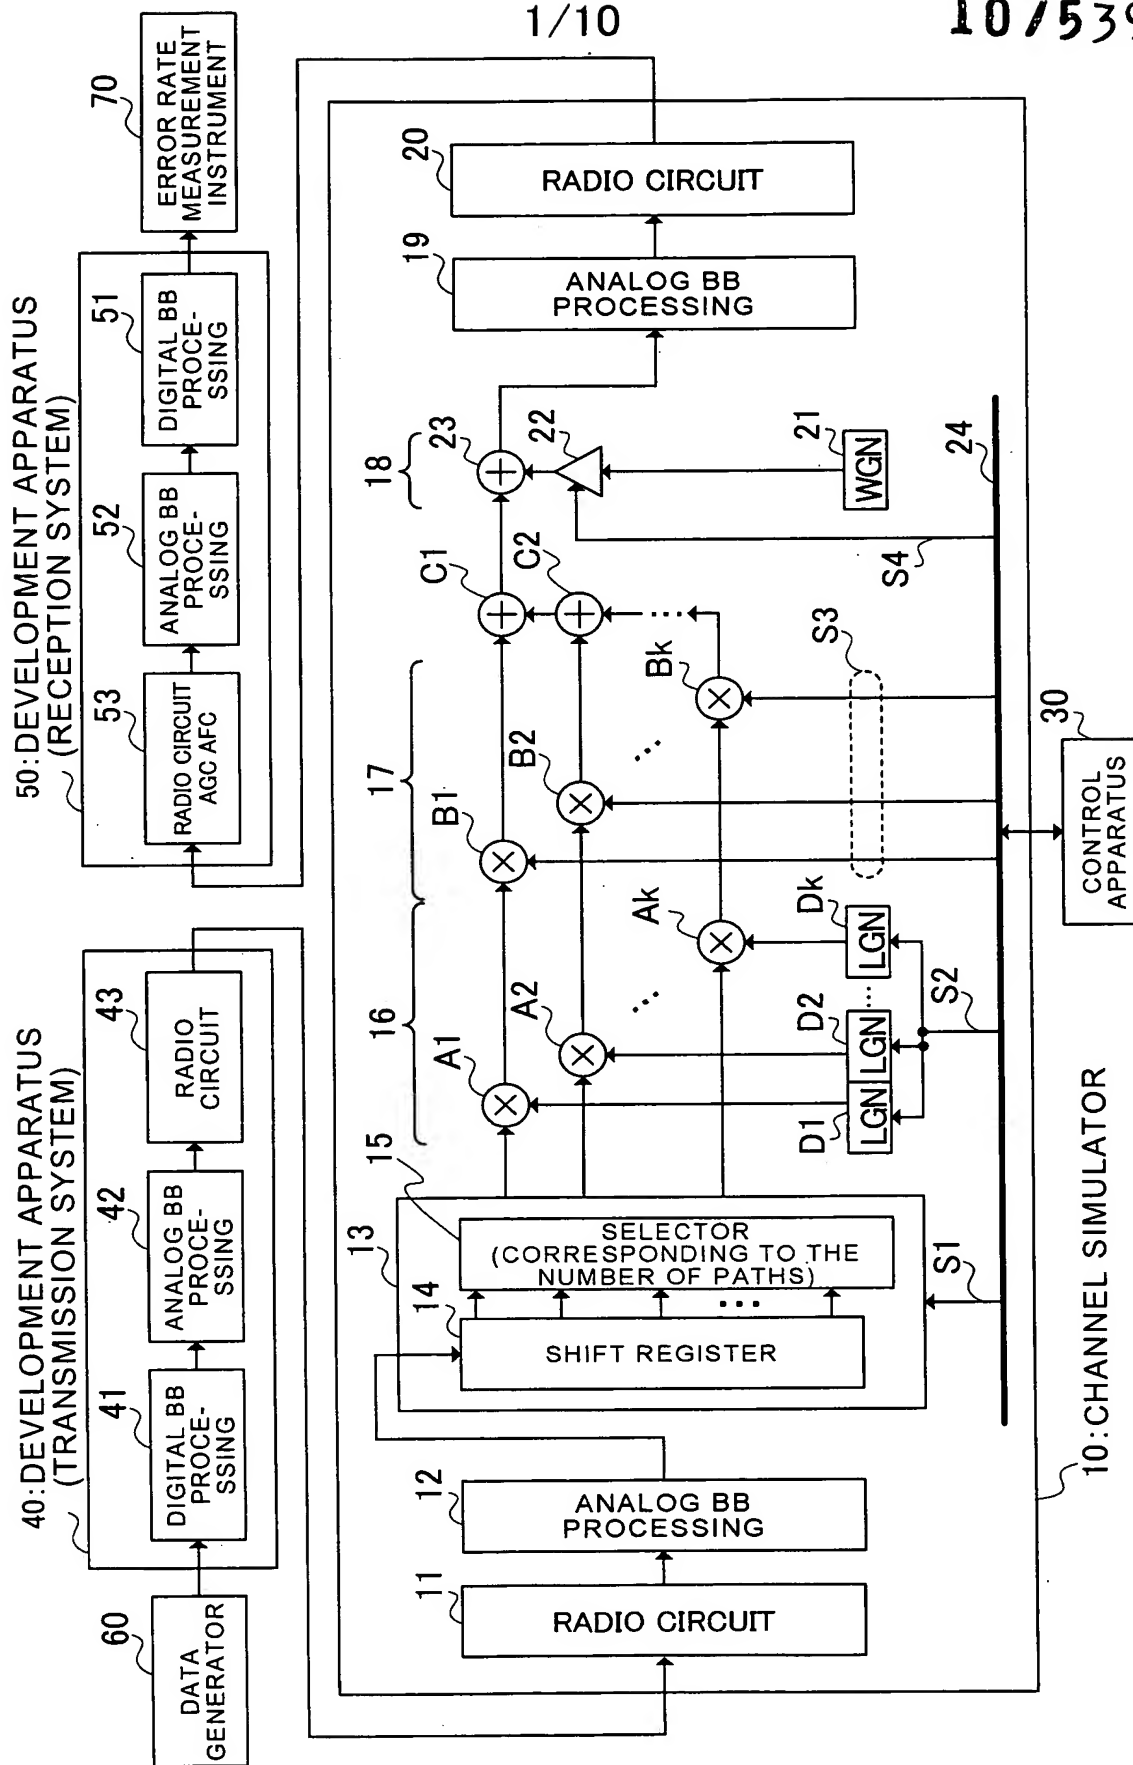 1/10
10/539
60
DATA
GENERATOR
40:DEVELOPMENT APPARATUS
(TRANSMISSION SYSTEM)
41
DIGITAL BB
PROCE-
SSING
42
ANALOG BB
PROCE-
SSING
43
RADIO
CIRCUIT
50:DEVELOPMENT APPARATUS
(RECEPTION SYSTEM)
53
RADIO CIRCUIT
AGC AFC
52
ANALOG BB
PROCE-
SSING
51
DIGITAL BB
PROCE-
SSING
70
ERROR RATE
MEASUREMENT
INSTRUMENT
11
RADIO CIRCUIT
12
ANALOG BB
PROCESSING
13
14
SHIFT REGISTER
15
SELECTOR
(CORRESPONDING TO THE
NUMBER OF PATHS)
16
A1
A2
Ak
17
B1
B2
Bk
C1
C2
18
23
22
19
ANALOG BB
PROCESSING
20
RADIO CIRCUIT
D1
LGN
D2
LGN
Dk
LGN
21
WGN
S1
S2
S3
S4
24
30
CONTROL
APPARATUS
10:CHANNEL SIMULATOR